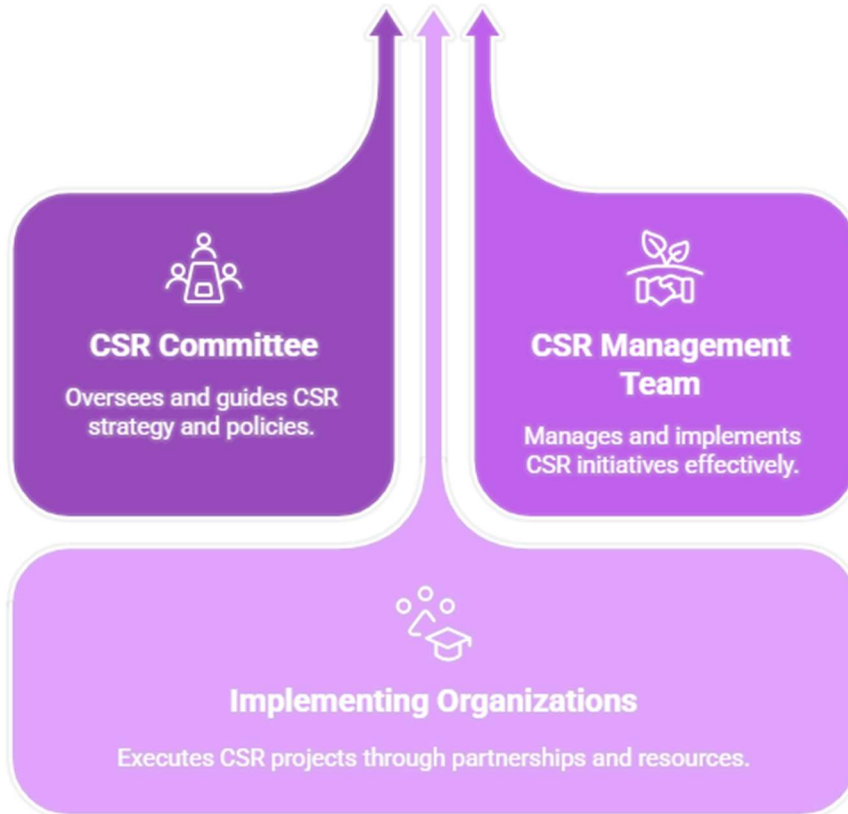 CSR Committee
Oversees and guides CSR
strategy and policies.
CSR Management
Team
Manages and implements
CSR initiatives effectively.
Implementing Organizations
Executes CSR projects through partnerships and resources.